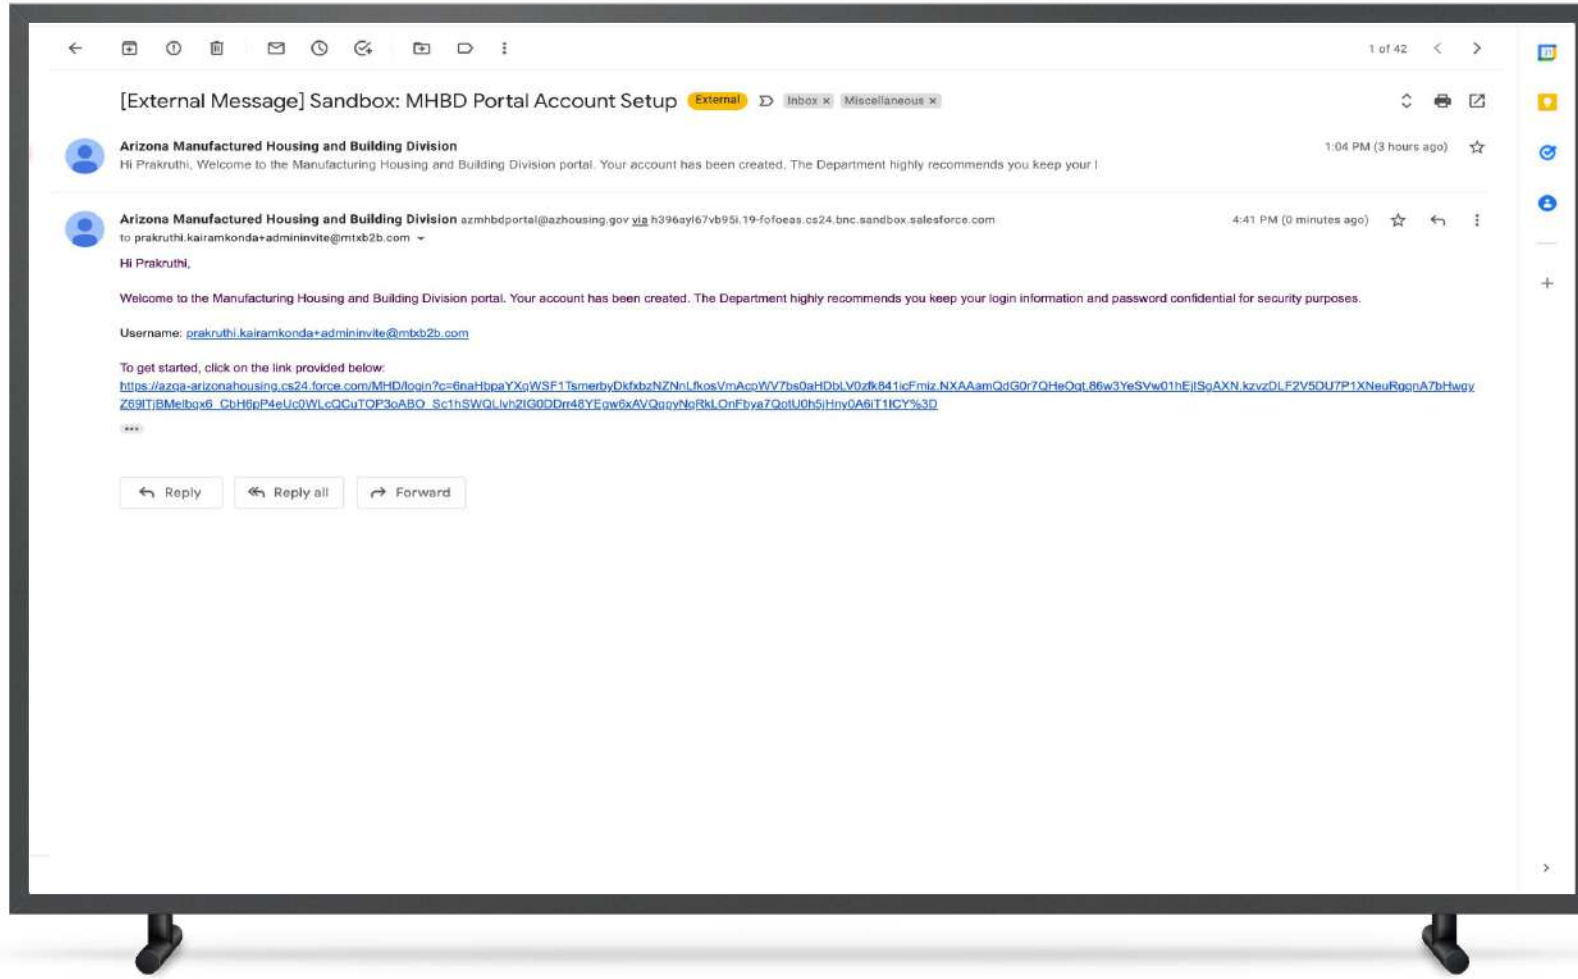 1 of 42
[External Message] Sandbox: MHBD Portal Account Setup External Inbox x Miscellaneous x
Arizona Manufactured Housing and Building Division 1:04 PM (3 hours ago)
Hi Prakruthi, Welcome to the Manufacturing Housing and Building Division portal. Your account has been created. The Department highly recommends you keep your l
Arizona Manufactured Housing and Building Division azmhbdportal@azhousing.gov via h396ayl67vb95i.19-fofoeas.cs24.bnc.sandbox.salesforce.com 4:41 PM (0 minutes ago)
to prakruthi.kairamkonda+admininvite@mtxb2b.com
Hi Prakruthi,
Welcome to the Manufacturing Housing and Building Division portal. Your account has been created. The Department highly recommends you keep your login information and password confidential for security purposes.
Username: prakruthi.kairamkonda+admininvite@mtxb2b.com
To get started, click on the link provided below:
Reply Reply all Forward